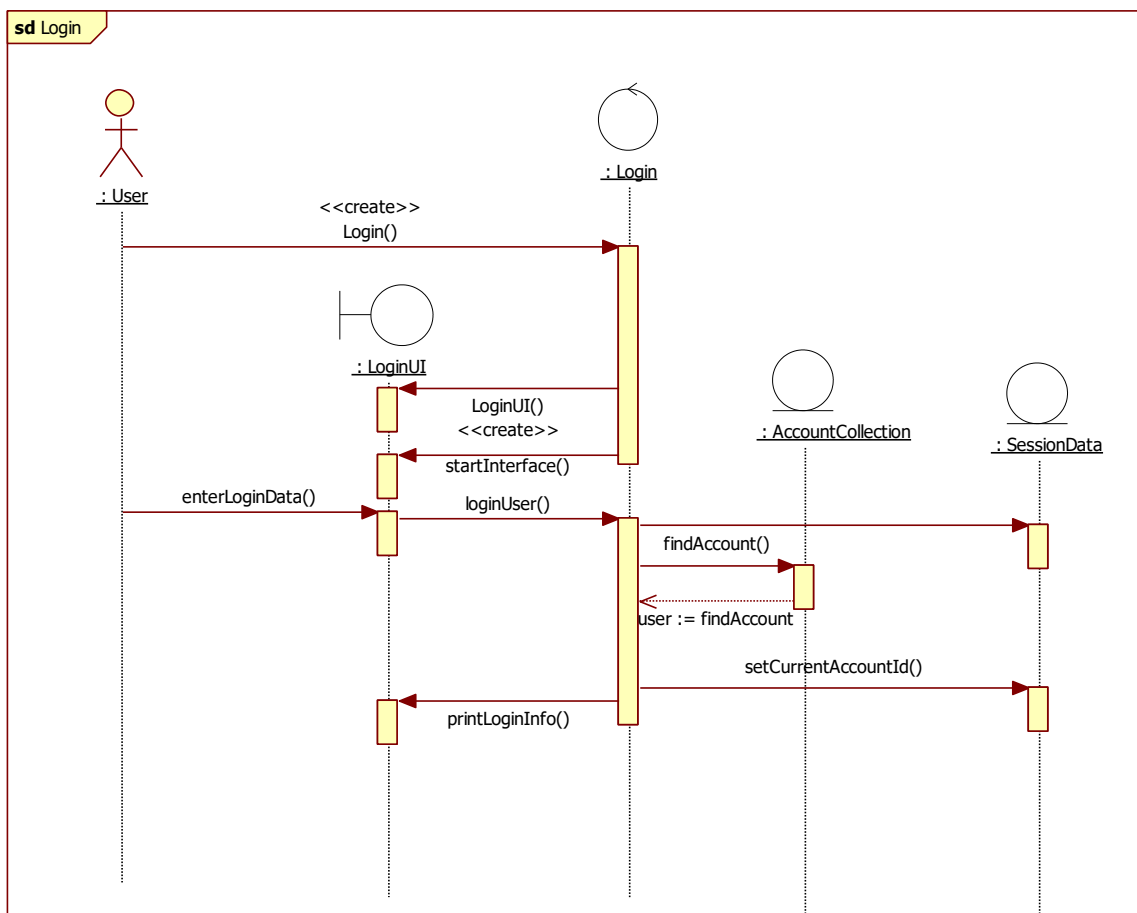 sd Login
: User
: Login
<<create>>
Login()
: LoginUI
LoginUI()
<<create>>
: AccountCollection
: SessionData
startInterface()
enterLoginData()
loginUser()
findAccount()
user := findAccount
setCurrentAccountId()
printLoginInfo()